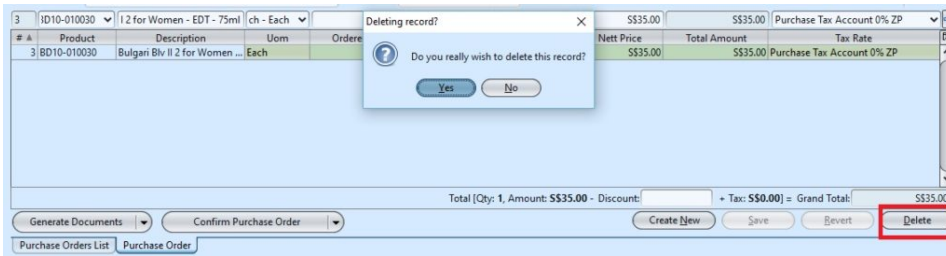 3 3D10-010030 l 2 for Women - EDT - 75ml ch - Each S$35.00 S$35.00 Purchase Tax Account 0% ZP
Deleting record?
# Product Description Uom Ordere Nett Price Total Amount Tax Rate
3 BD10-010030 Bulgari Blv II 2 for Women ... Each S$35.00 S$35.00 Purchase Tax Account 0% ZP
Do you really wish to delete this record?
Yes No
Total [Qty: 1, Amount: S$35.00 - Discount: + Tax: S$0.00] = Grand Total: S$35.00
Generate Documents Confirm Purchase Order Create New Save Revert Delete
Purchase Orders List Purchase Order